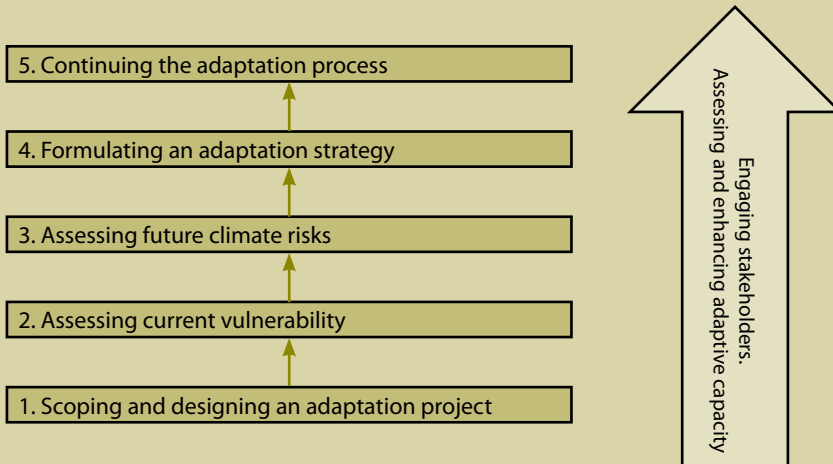 5. Continuing the adaptation process
4. Formulating an adaptation strategy
3. Assessing future climate risks
2. Assessing current vulnerability
1. Scoping and designing an adaptation project
Engaging stakeholders.
Assessing and enhancing adaptive capacity